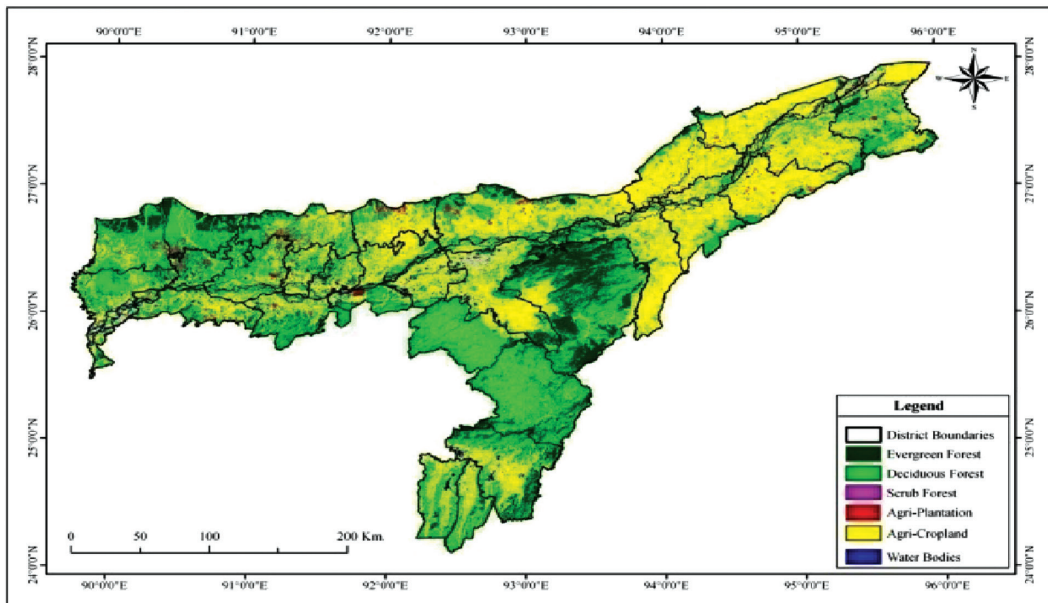 90°0'0"E 91°0'0"E 92°0'0"E 93°0'0"E 94°0'0"E 95°0'0"E 96°0'0"E
28°0'0"N 28°0'0"N
N
W E
S
27°0'0"N 27°0'0"N
26°0'0"N 26°0'0"N
25°0'0"N 25°0'0"N
24°0'0"N 24°0'0"N
Legend
District Boundaries
Evergreen Forest
Deciduous Forest
Scrub Forest
Agri-Plantation
Agri-Cropland
Water Bodies
0 50 100 200 Km.
90°0'0"E 91°0'0"E 92°0'0"E 93°0'0"E 94°0'0"E 95°0'0"E 96°0'0"E